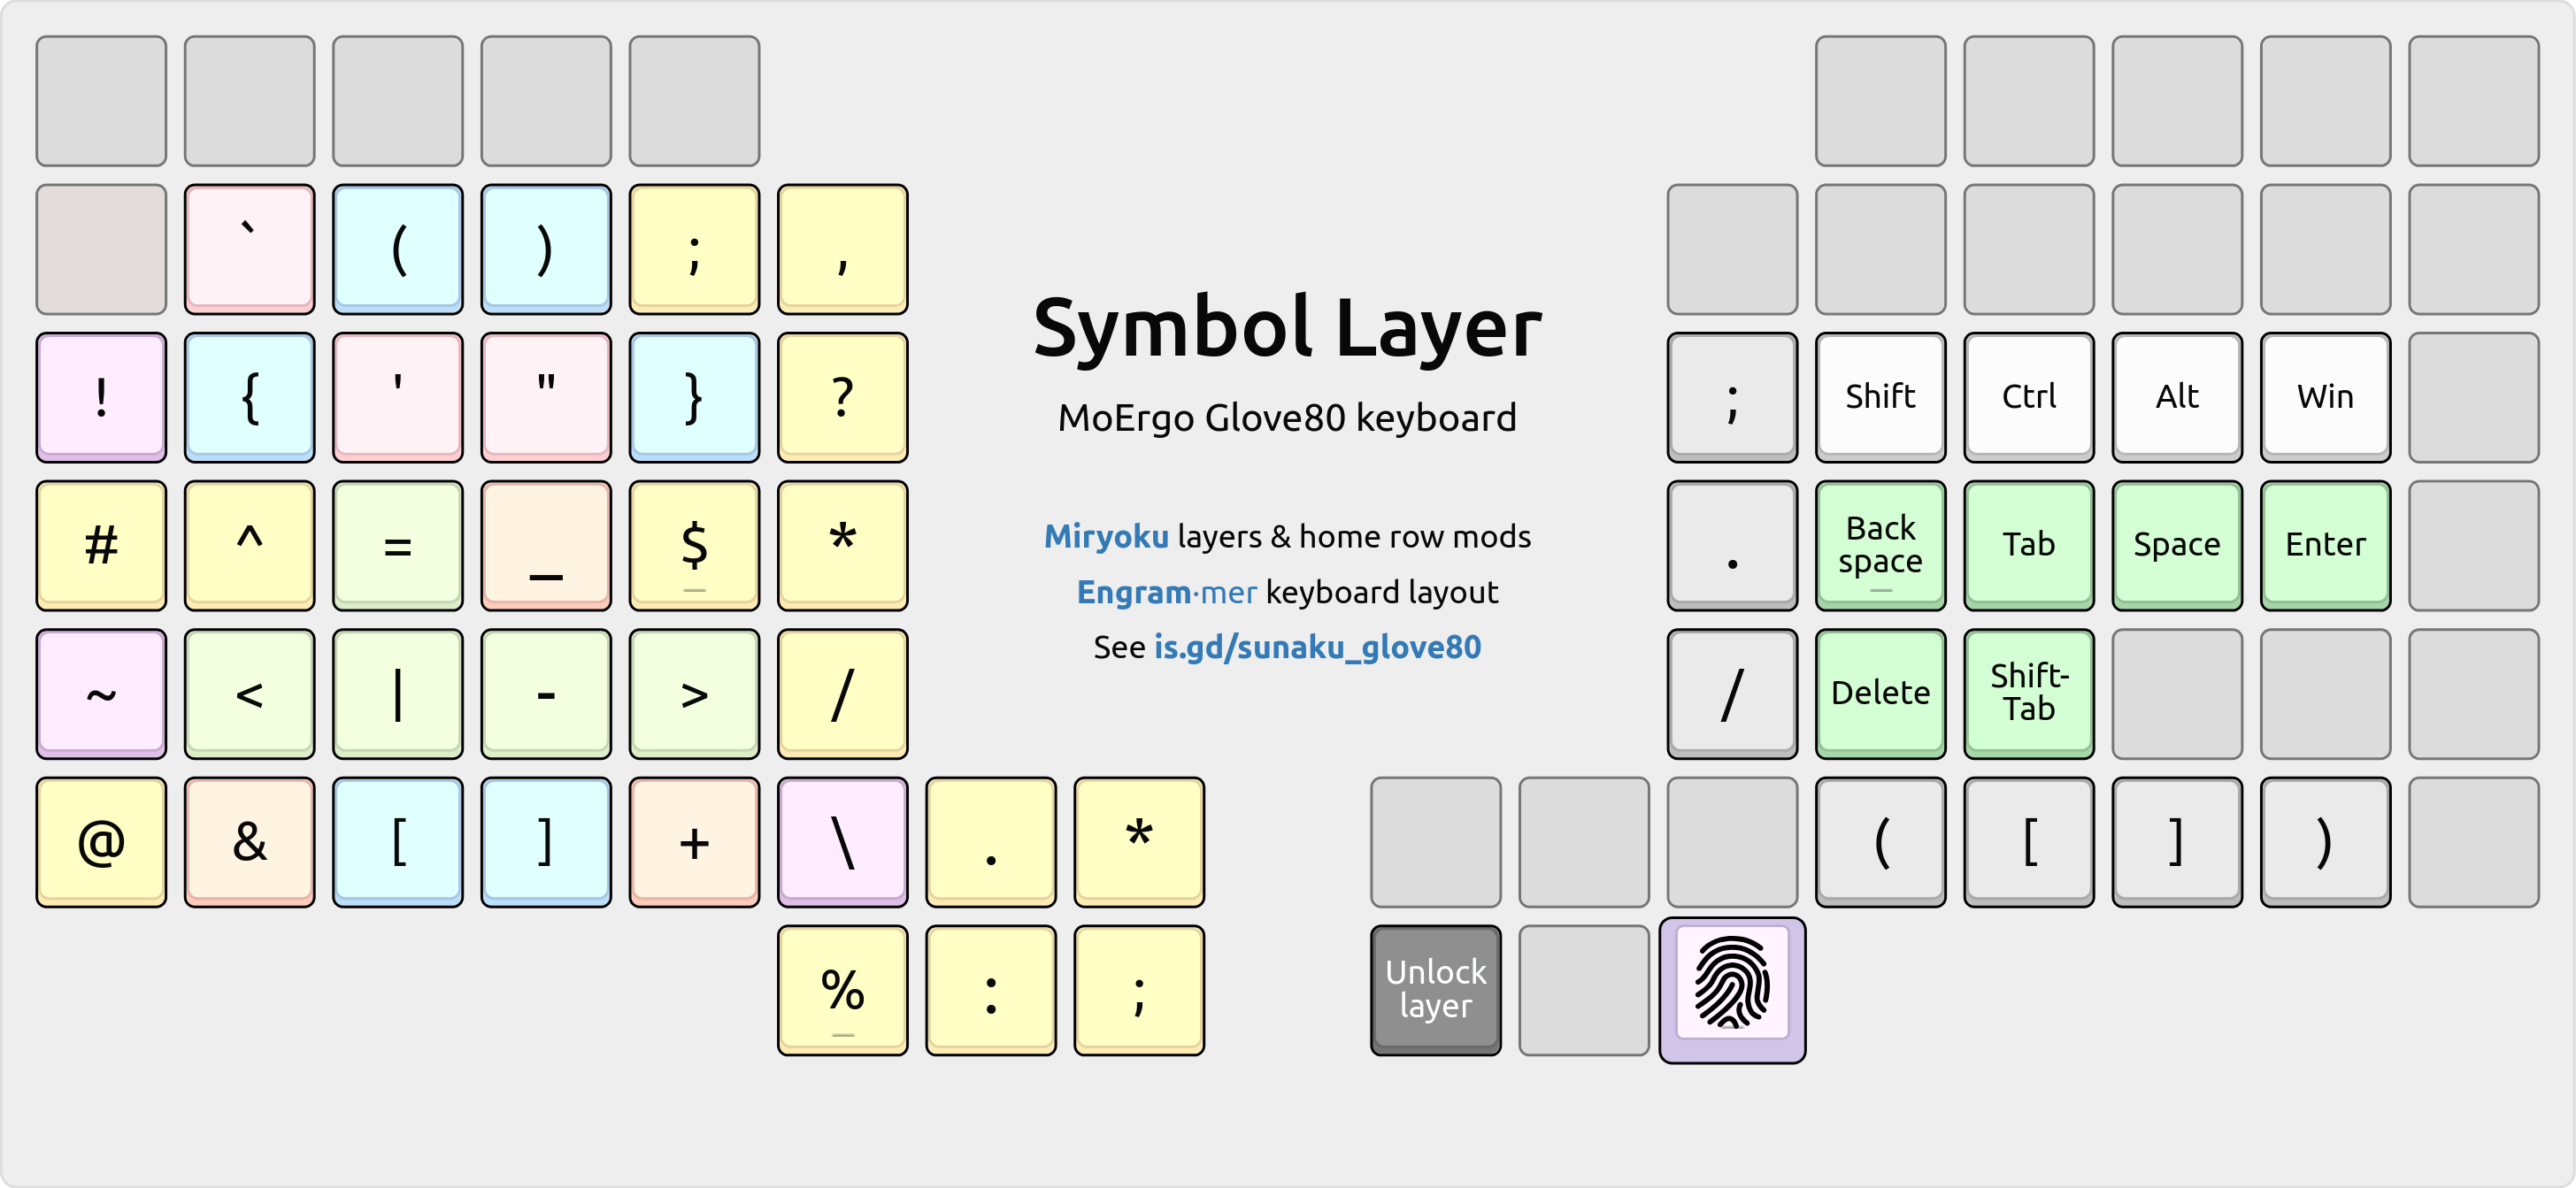 ` ( ) ; ,
Symbol Layer
! { ' " } ?
; Shift Ctrl Alt Win
MoErgo Glove80 keyboard
# ^ = _ $ *
Miryoku layers & home row mods
. Back space Tab Space Enter
Engram·mer keyboard layout
See is.gd/sunaku_glove80
~ < | - > /
/ Delete Shift-Tab
@ & [ ] + \ . *
( [ ] )
% : ;
Unlock layer